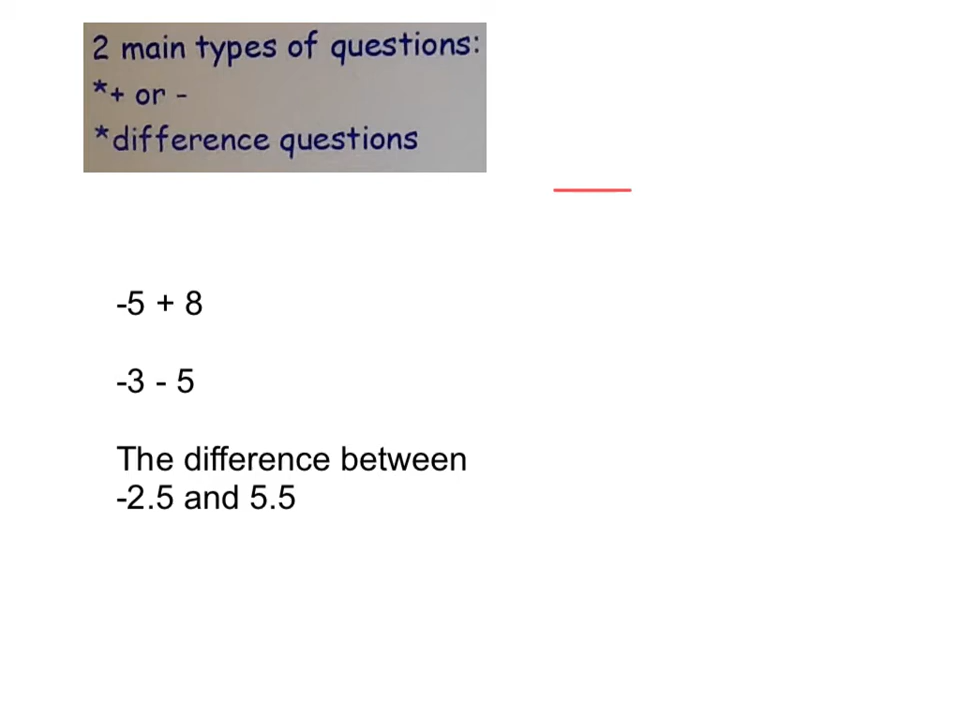 2 main types of questions:
*+ or -
*difference questions
-5 + 8
-3 - 5
The difference between
-2.5 and 5.5